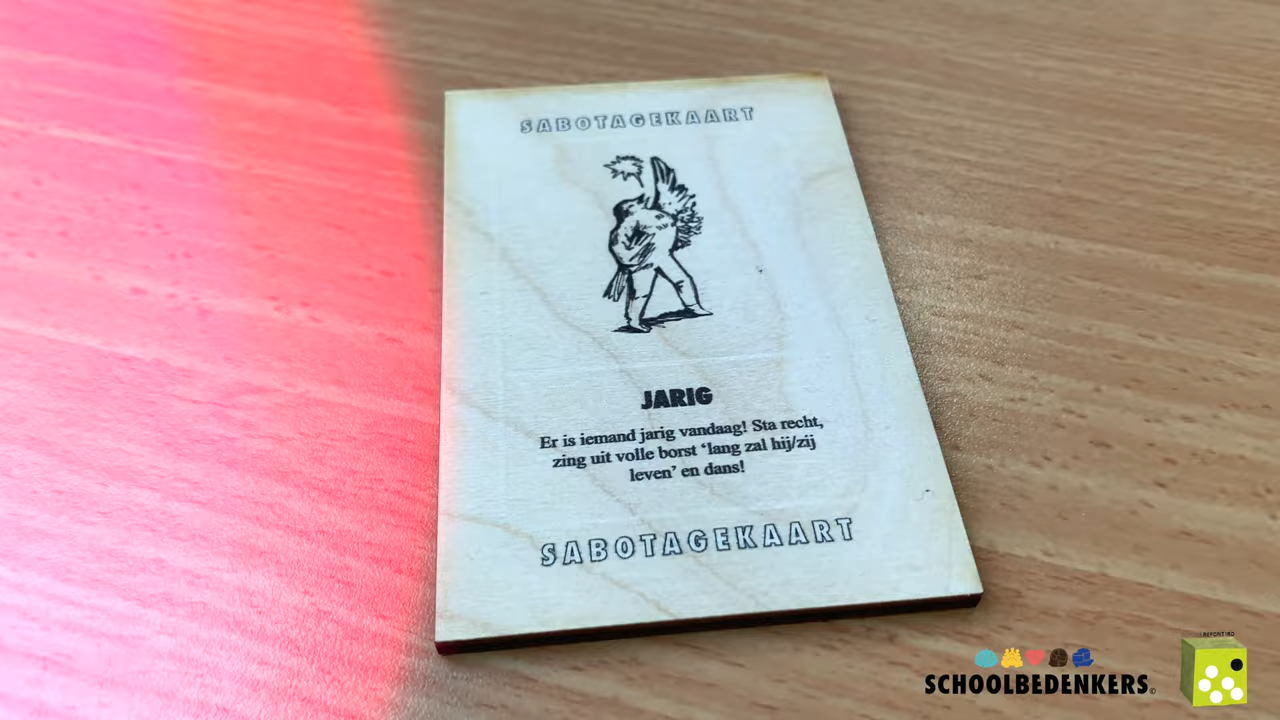 SABOTAGEKAART
JARIG
Er is iemand jarig vandaag! Sta recht,
zing uit volle borst ‘lang zal hij/zij
leven’ en dans!
SABOTAGEKAART
SCHOOLBEDENKERS©